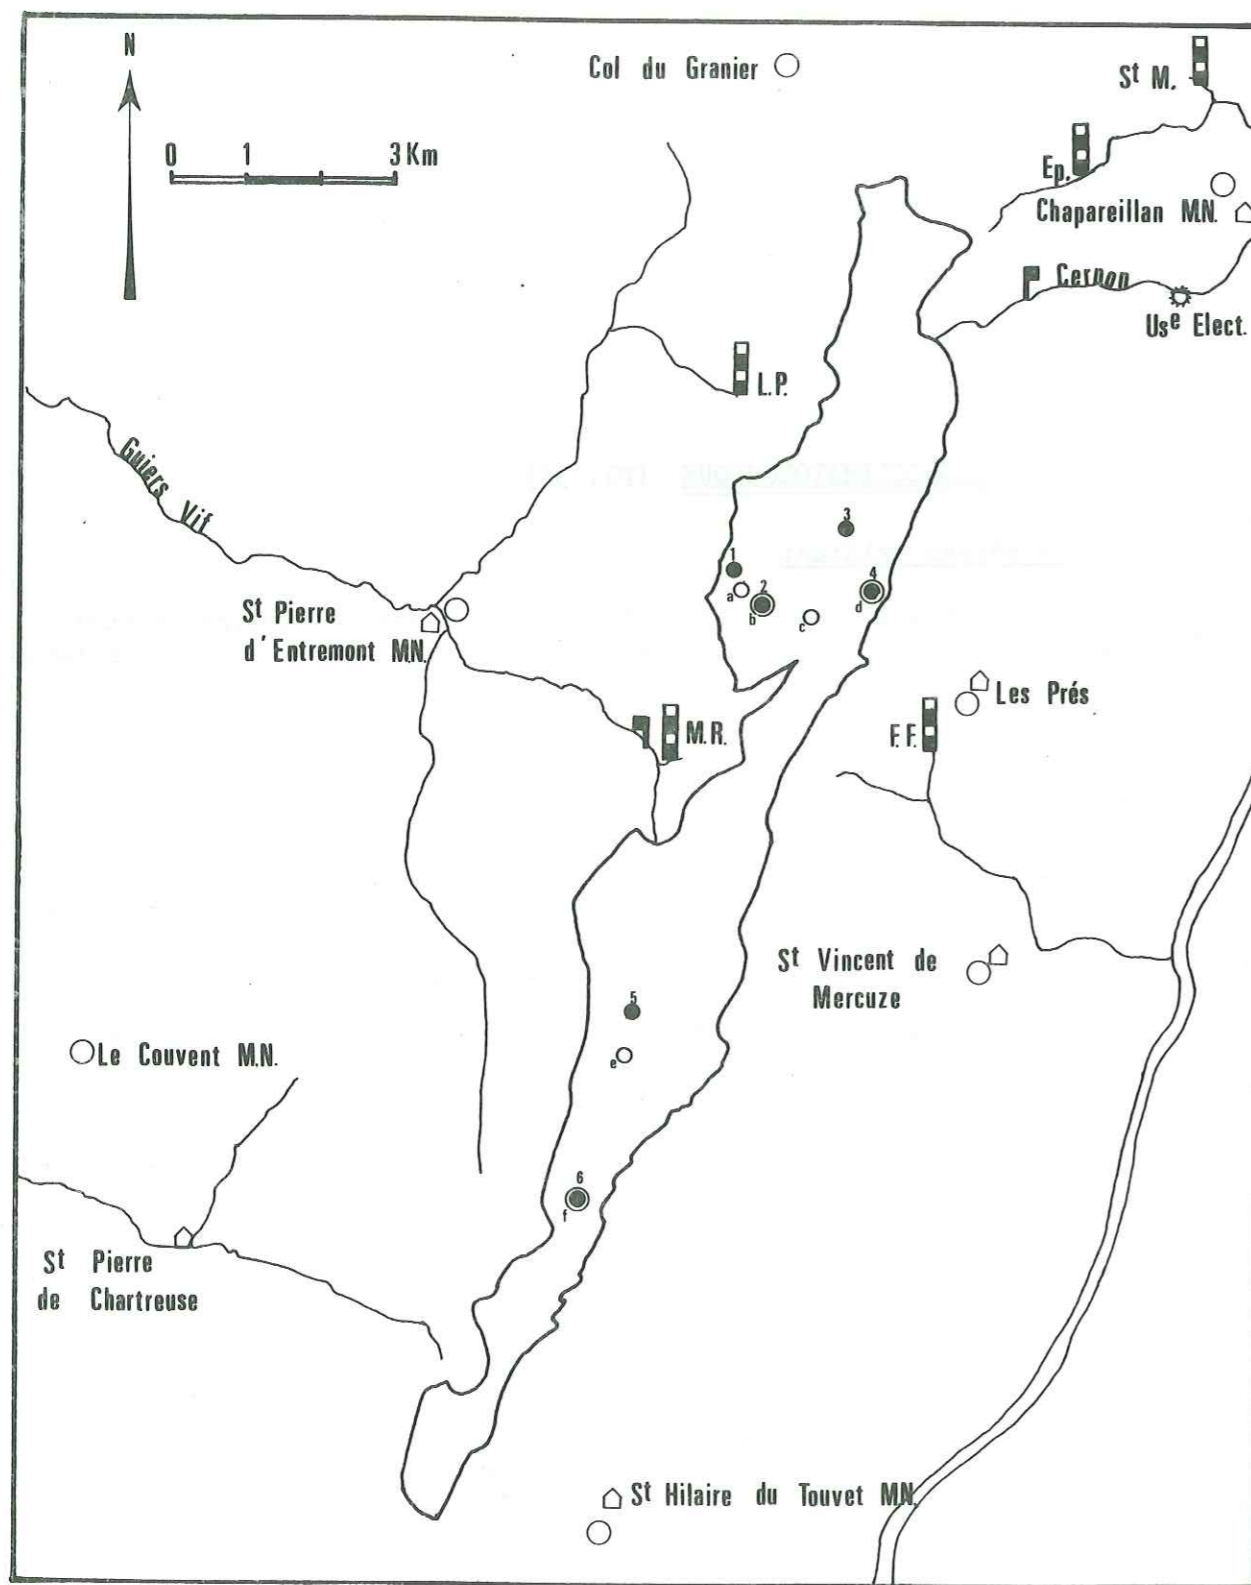 N
Col du Granier
St M.
0 1 3 Km
Ep.
Chapareillan M.N.
Cernon
Use Elect.
L.P.
Guiers Vif
3
1
4
a
2
d
b
c
St Pierre
d'Entremont M.N.
Les Prés
F.F.
M.R.
St Vincent de
Mercuze
5
e
Le Couvent M.N.
6
f
St Pierre
de Chartreuse
St Hilaire du Touvet M.N.